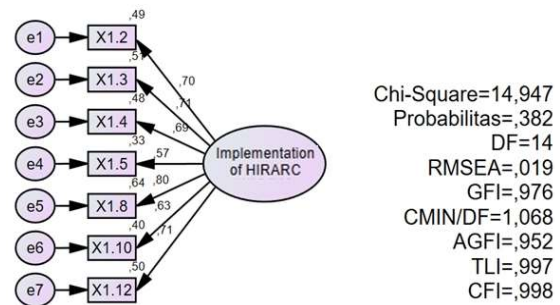 ,49
e1 X1.2
,51
e2 X1.3
,70
,48
,71
e3 X1.4
,69
,33
e4 X1.5
,57
Implementation
of HIRARC
,64
,80
e5 X1.8
,63
,40
,71
e6 X1.10
,50
e7 X1.12
Chi-Square=14,947
Probabilitas=,382
DF=14
RMSEA=,019
GFI=,976
CMIN/DF=1,068
AGFI=,952
TLI=,997
CFI=,998